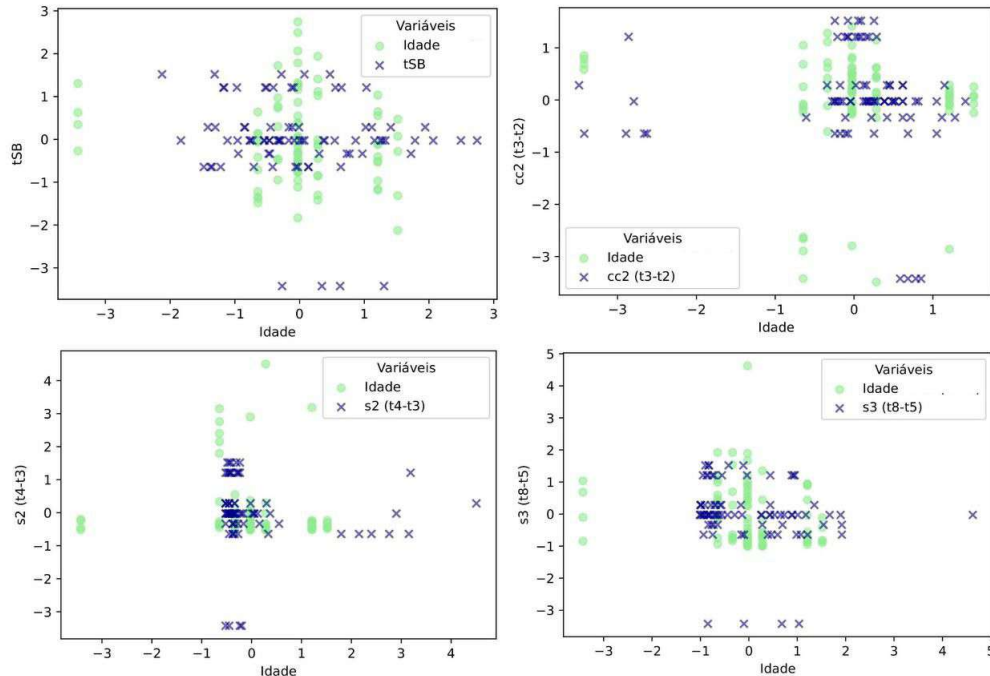 3
2
1
0
−1
−2
−3
tSB
−3
−2
−1
0
1
2
3
Idade
Variáveis
Idade
tSB
1
0
−1
−2
−3
cc2 (t3-t2)
−3
−2
−1
0
1
Idade
Variáveis
Idade
cc2 (t3-t2)
4
3
2
1
0
−1
−2
−3
s2 (t4-t3)
−3
−2
−1
0
1
2
3
4
Idade
Variáveis
Idade
s2 (t4-t3)
5
4
3
2
1
0
−1
−2
−3
s3 (t8-t5)
−3
−2
−1
0
1
2
3
4
5
Idade
Variáveis
Idade
s3 (t8-t5)